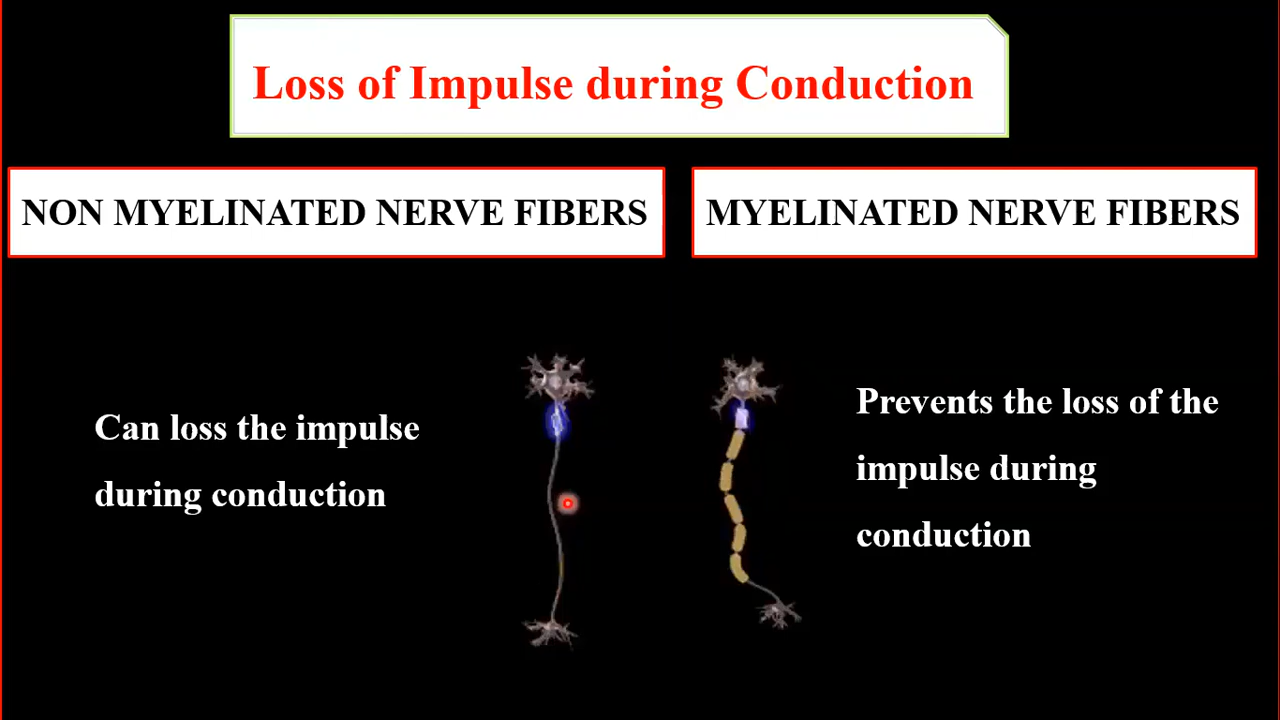 Loss of Impulse during Conduction
NON MYELINATED NERVE FIBERS
MYELINATED NERVE FIBERS
Can loss the impulse
during conduction
Prevents the loss of the
impulse during
conduction